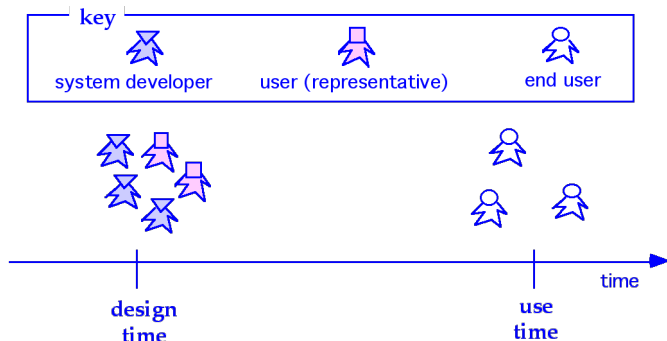 key
system developer
user (representative)
end user
time
design
time
use
time